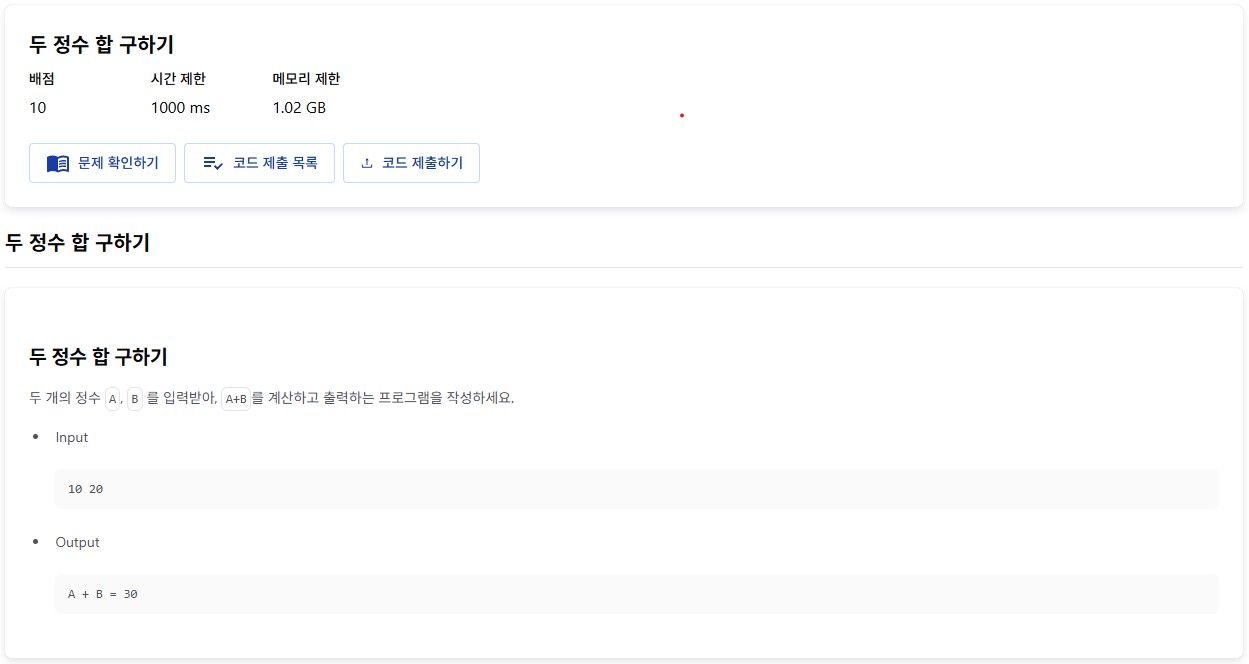 두 정수 합 구하기
배점 시간 제한 메모리 제한
10 1000 ms 1.02 GB
문제 확인하기 코드 제출 목록 코드 제출하기
두 정수 합 구하기
두 정수 합 구하기
두 개의 정수 A, B 를 입력받아, A+B를 계산하고 출력하는 프로그램을 작성하세요.
Input
10 20
Output
A + B = 30